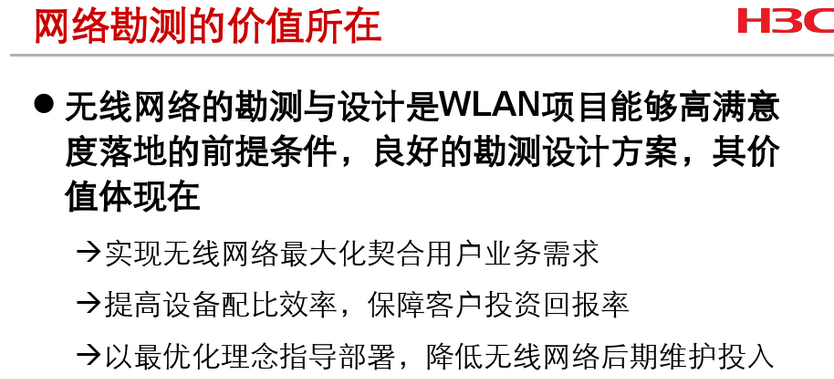 网络勘测的价值所在
H3C
● 无线网络的勘测与设计是WLAN项目能够高满意
度落地的前提条件，良好的勘测设计方案，其价
值体现在
→实现无线网络最大化契合用户业务需求
→提高设备配比效率，保障客户投资回报率
→以最优化理念指导部署，降低无线网络后期维护投入